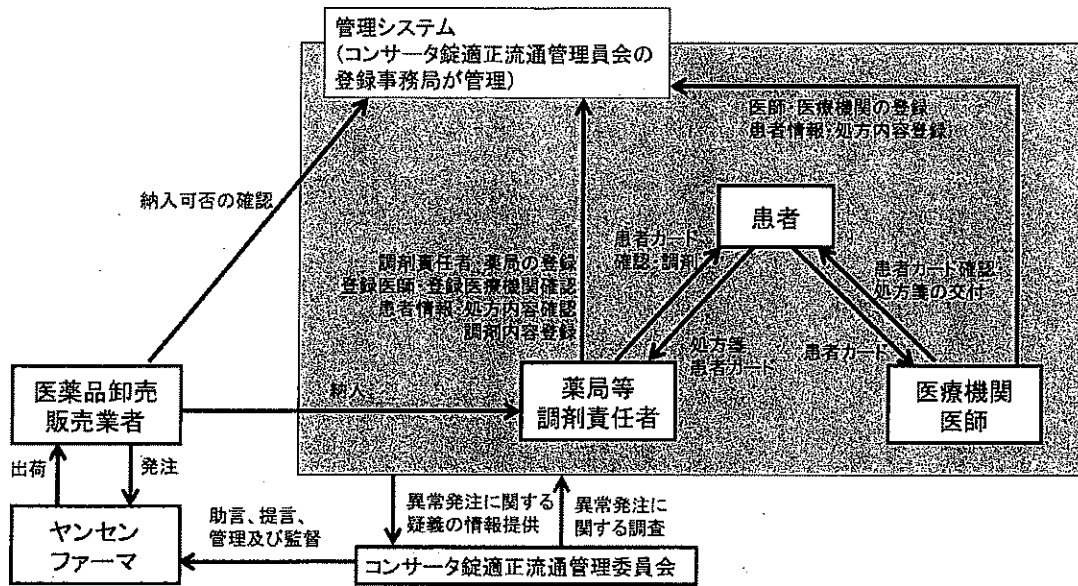 管理システム
(コンサータ錠適正流通管理員会の
登録事務局が管理)
医師・医療機関の登録
患者情報・処方内容登録
納入可否の確認
患者
患者カード
確認・調剤
調剤責任者・薬局の登録
登録医師・登録医療機関確認
患者情報・処方内容確認
調剤内容登録
患者カード確認
処方箋の交付
処方箋
患者カード
患者カード
医薬品卸売
販売業者
納入
薬局等
調剤責任者
医療機関
医師
出荷
発注
ヤンセン
ファーマ
助言、提言、
管理及び監督
異常発注に関する
疑義の情報提供
異常発注に
関する調査
コンサータ錠適正流通管理委員会